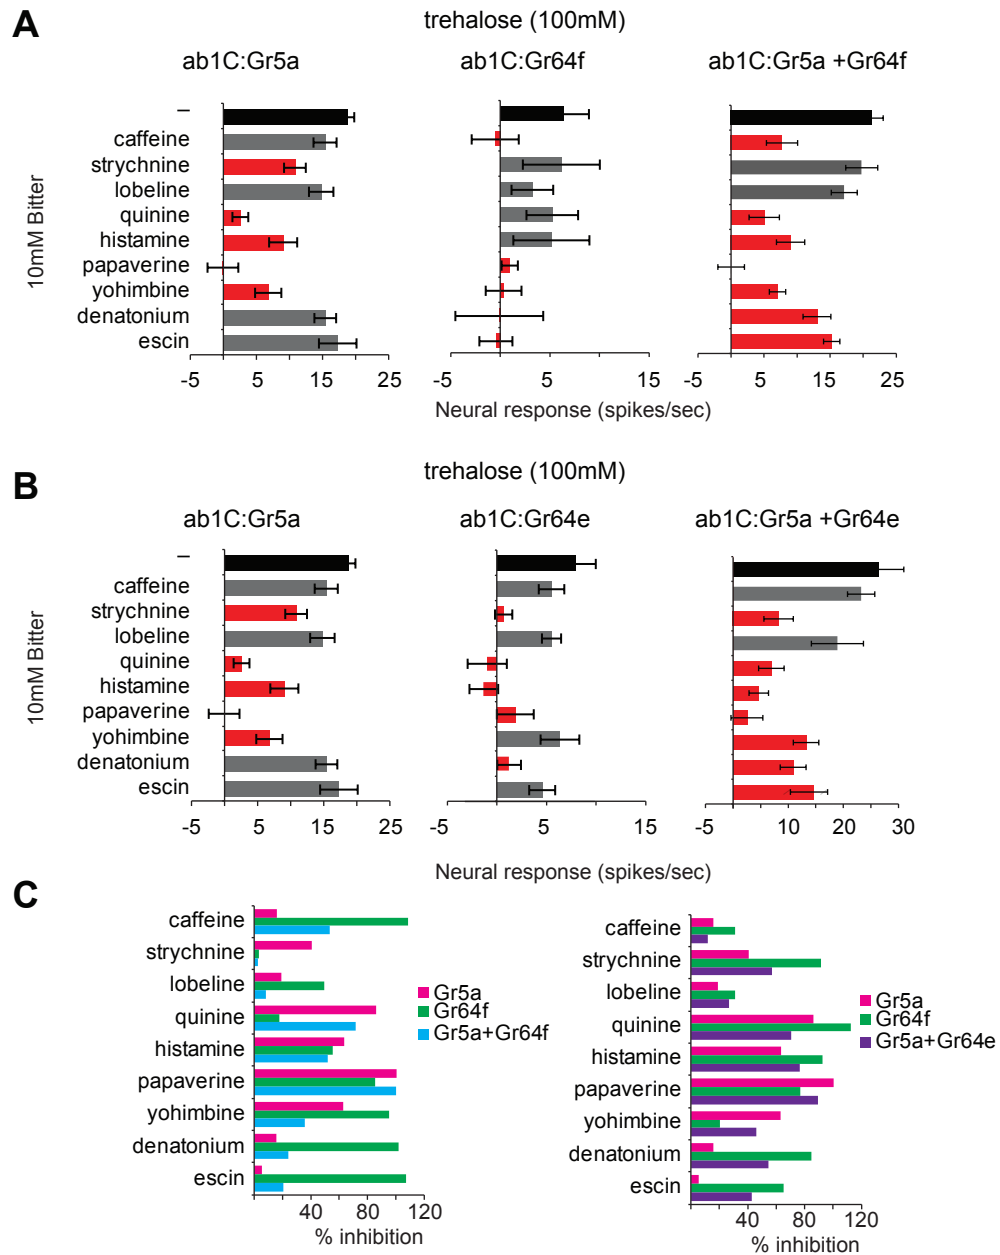 A
trehalose (100mM)
ab1C:Gr5a
ab1C:Gr64f
ab1C:Gr5a +Gr64f
10mM Bitter
–
caffeine
strychnine
lobeline
quinine
histamine
papaverine
yohimbine
denatonium
escin
-5 5 15 25
-5 5 15
-5 5 15 25
Neural response (spikes/sec)
B
trehalose (100mM)
ab1C:Gr5a
ab1C:Gr64e
ab1C:Gr5a +Gr64e
10mM Bitter
–
caffeine
strychnine
lobeline
quinine
histamine
papaverine
yohimbine
denatonium
escin
-5 5 15 25
-5 5 15
-5 10 20 30
Neural response (spikes/sec)
C
caffeine
strychnine
lobeline
quinine
histamine
papaverine
yohimbine
denatonium
escin
Gr5a
Gr64f
Gr5a+Gr64f
40 80 120
% inhibition
caffeine
strychnine
lobeline
quinine
histamine
papaverine
yohimbine
denatonium
escin
Gr5a
Gr64f
Gr5a+Gr64e
40 80 120
% inhibition